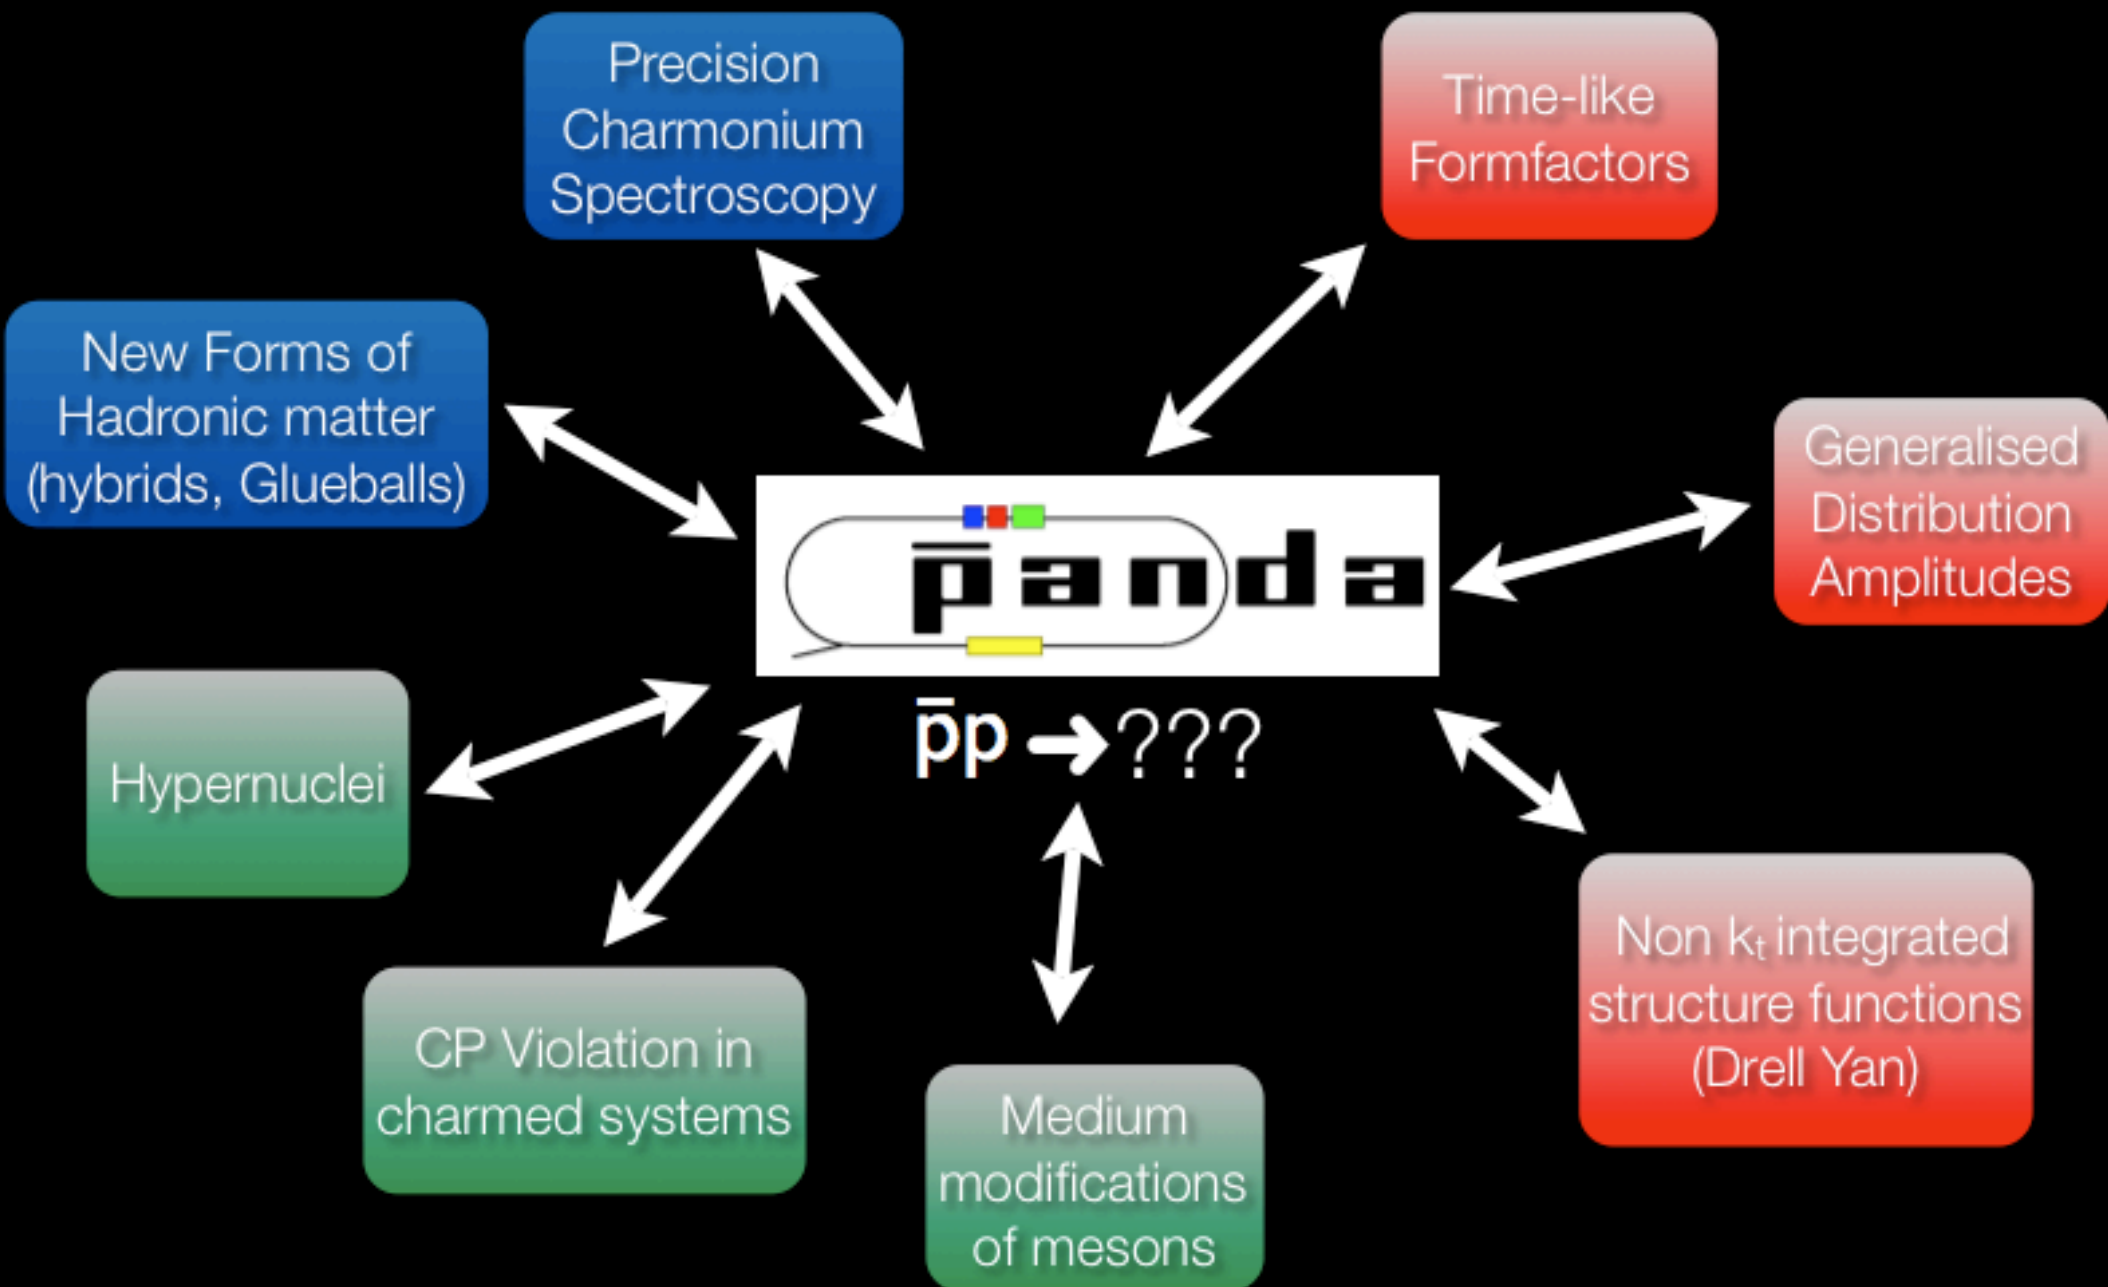 Precision
Charmonium
Spectroscopy
Time-like
Formfactors
New Forms of
Hadronic matter
(hybrids, Glueballs)
Generalised
Distribution
Amplitudes
p̄anda
p̄p → ???
Hypernuclei
Non kₜ integrated
structure functions
(Drell Yan)
CP Violation in
charmed systems
Medium
modifications
of mesons